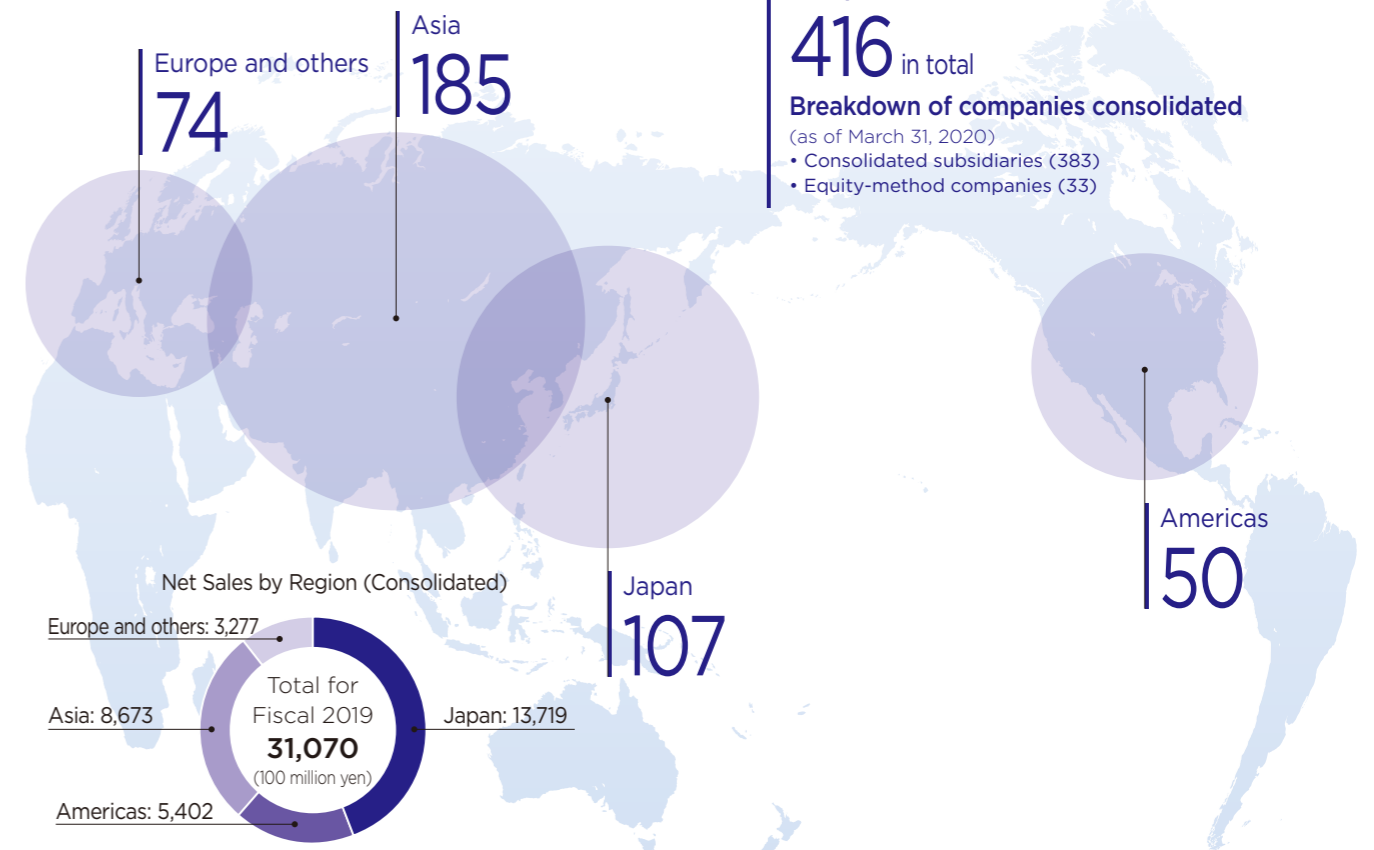 Asia
185
Europe and others
74
416 in total
Breakdown of companies consolidated
(as of March 31, 2020)
• Consolidated subsidiaries (383)
• Equity-method companies (33)
Americas
50
Japan
107
Net Sales by Region (Consolidated)
Europe and others: 3,277
Asia: 8,673
Americas: 5,402
Japan: 13,719
Total for
Fiscal 2019
31,070
(100 million yen)